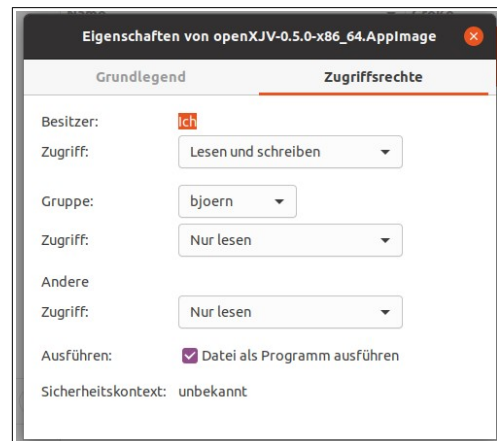 Eigenschaften von openXJV-0.5.0-x86_64.AppImage
Grundlegend Zugriffsrechte
Besitzer: Ich
Zugriff: Lesen und schreiben
Gruppe: bjoern
Zugriff: Nur lesen
Andere
Zugriff: Nur lesen
Ausführen: Datei als Programm ausführen
Sicherheitskontext: unbekannt